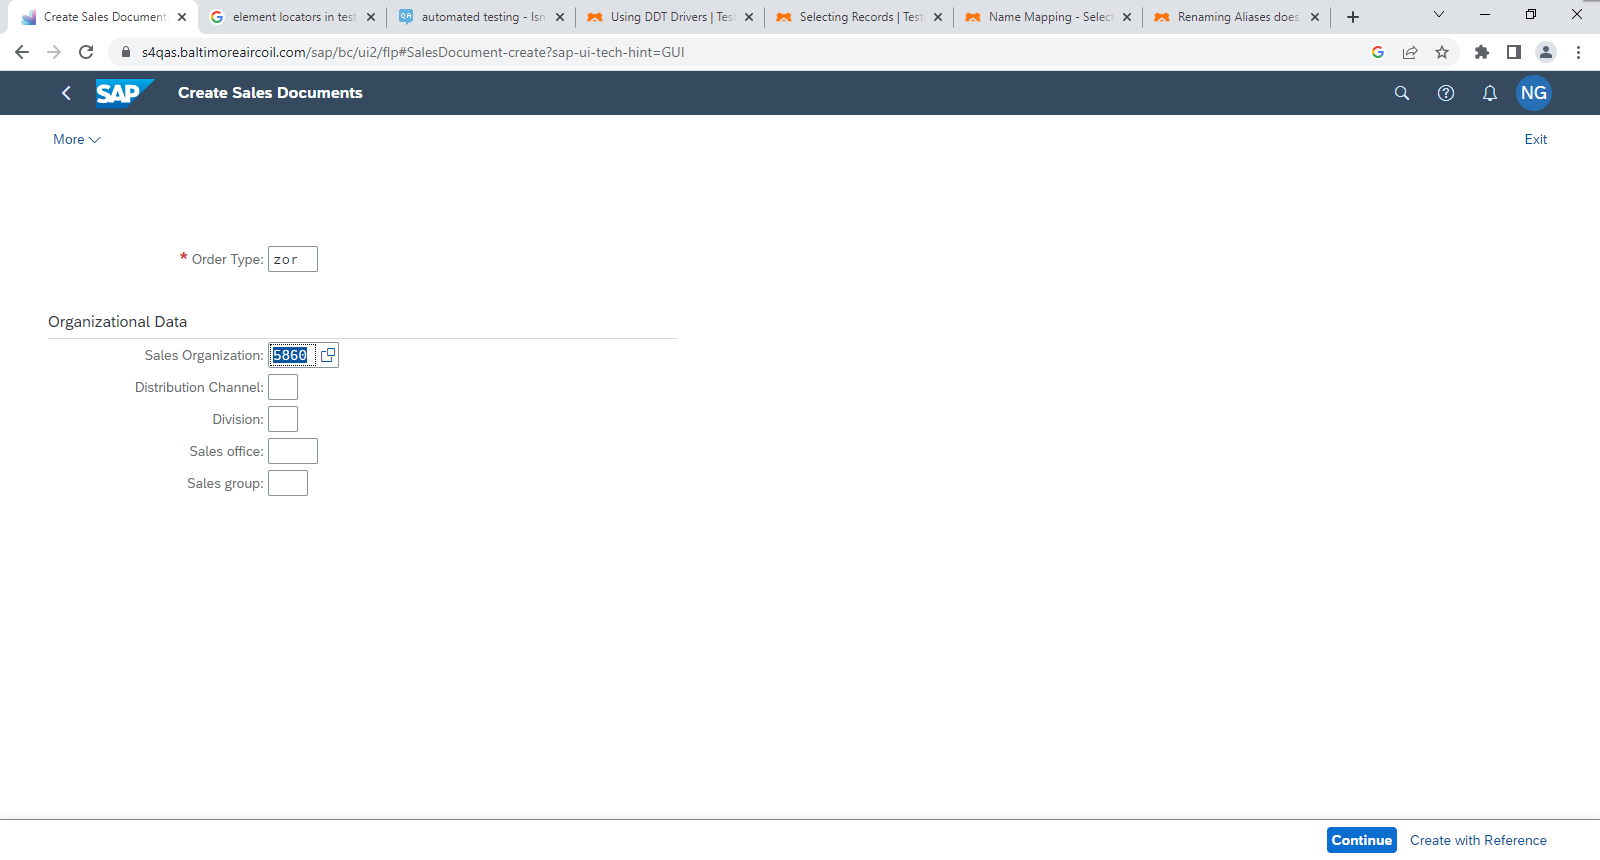 Create Sales Document
element locators in test
QA automated testing - Isn
Using DDT Drivers | Test
Selecting Records | Test
Name Mapping - Select
Renaming Aliases does
s4qas.baltimoreaircoil.com/sap/bc/ui2/flp#SalesDocument-create?sap-ui-tech-hint=GUI
SAP Create Sales Documents NG
More Exit
* Order Type: zor
Organizational Data
Sales Organization: 5860
Distribution Channel:
Division:
Sales office:
Sales group:
Continue Create with Reference